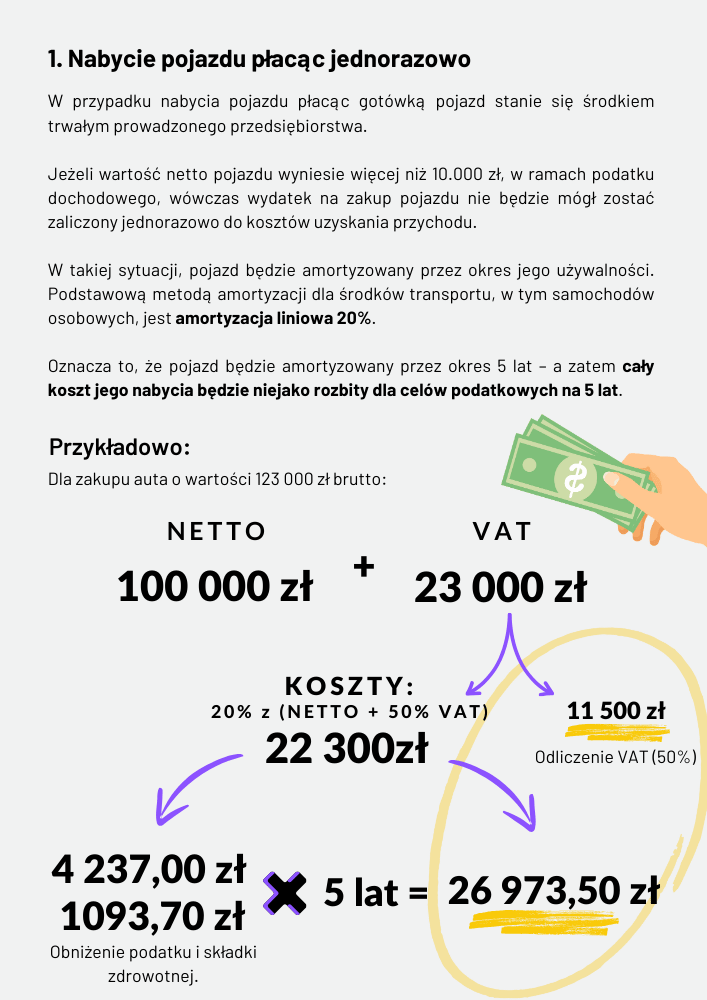 1. Nabycie pojazdu płacąc jednorazowo
W przypadku nabycia pojazdu płacąc gotówką pojazd stanie się środkiem
trwałym prowadzonego przedsiębiorstwa.
Jeżeli wartość netto pojazdu wyniesie więcej niż 10.000 zł, w ramach podatku
dochodowego, wówczas wydatek na zakup pojazdu nie będzie mógł zostać
zaliczony jednorazowo do kosztów uzyskania przychodu.
W takiej sytuacji, pojazd będzie amortyzowany przez okres jego używalności.
Podstawową metodą amortyzacji dla środków transportu, w tym samochodów
osobowych, jest amortyzacja liniowa 20%.
Oznacza to, że pojazd będzie amortyzowany przez okres 5 lat – a zatem cały
koszt jego nabycia będzie niejako rozbity dla celów podatkowych na 5 lat.
Przykładowo:
Dla zakupu auta o wartości 123 000 zł brutto:
NETTO
VAT
100 000 zł + 23 000 zł
KOSZTY:
20% z (NETTO + 50% VAT)
22 300zł
11 500 zł
Odliczenie VAT (50%)
4 237,00 zł
1093,70 zł
5 lat = 26 973,50 zł
Obniżenie podatku i składki
zdrowotnej.